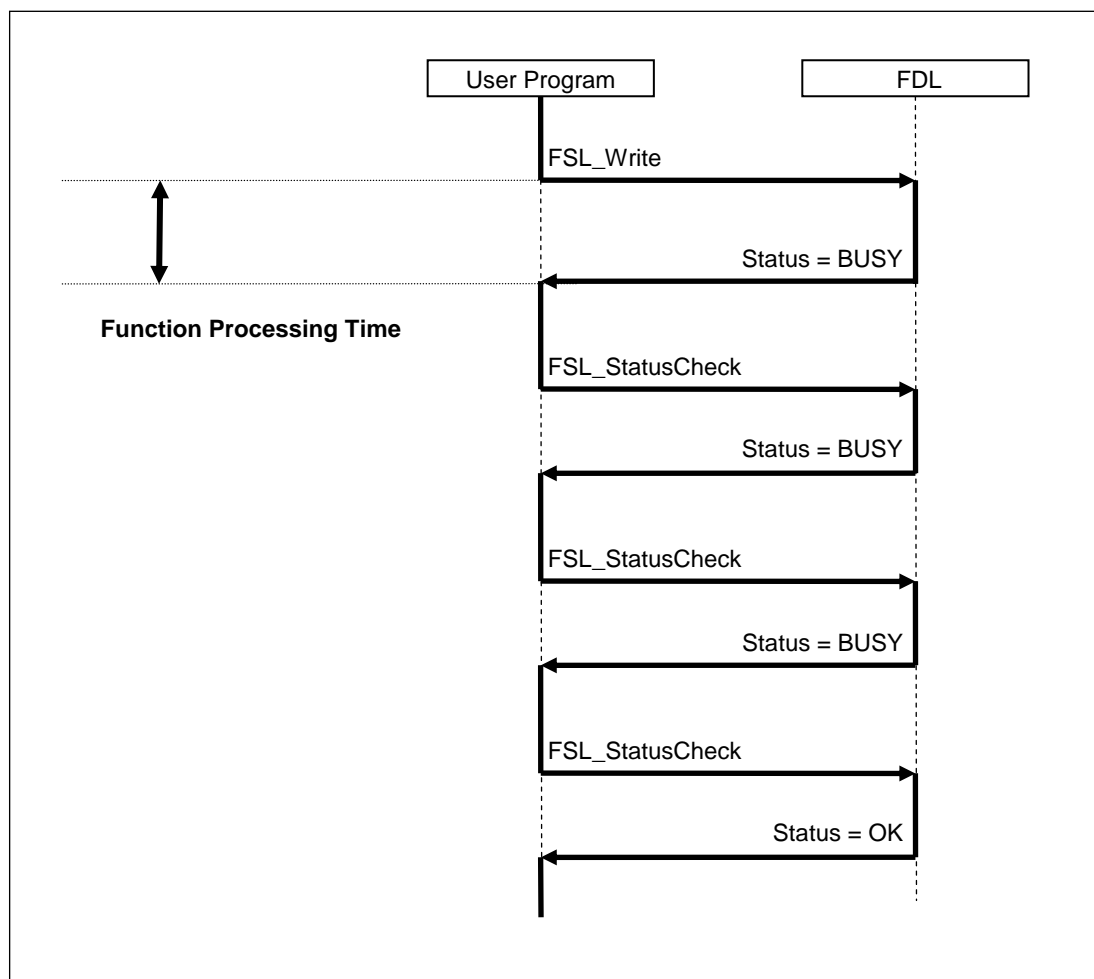 User Program
FDL
FSL_Write
Status = BUSY
Function Processing Time
FSL_StatusCheck
Status = BUSY
FSL_StatusCheck
Status = BUSY
FSL_StatusCheck
Status = OK